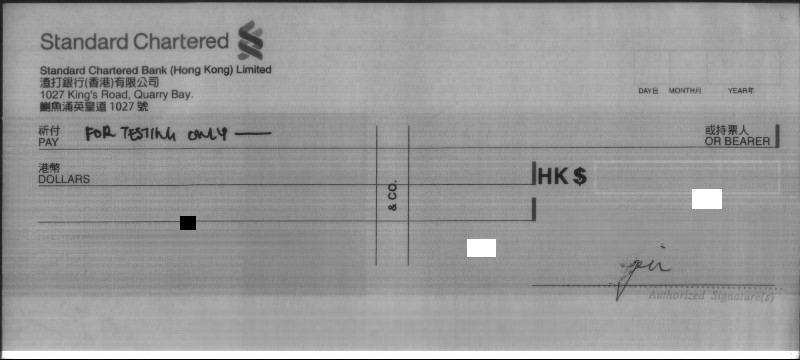 Standard Chartered
Standard Chartered Bank (Hong Kong) Limited
渣打銀行(香港)有限公司
1027 King's Road, Quarry Bay.
鰂魚涌英皇道 1027 號
DAY日 MONTH月 YEAR年
祈付
PAY
FOR TESTING ONLY
或持票人
OR BEARER
港幣
DOLLARS
HK $
& CO.
Authorized Signature(s)